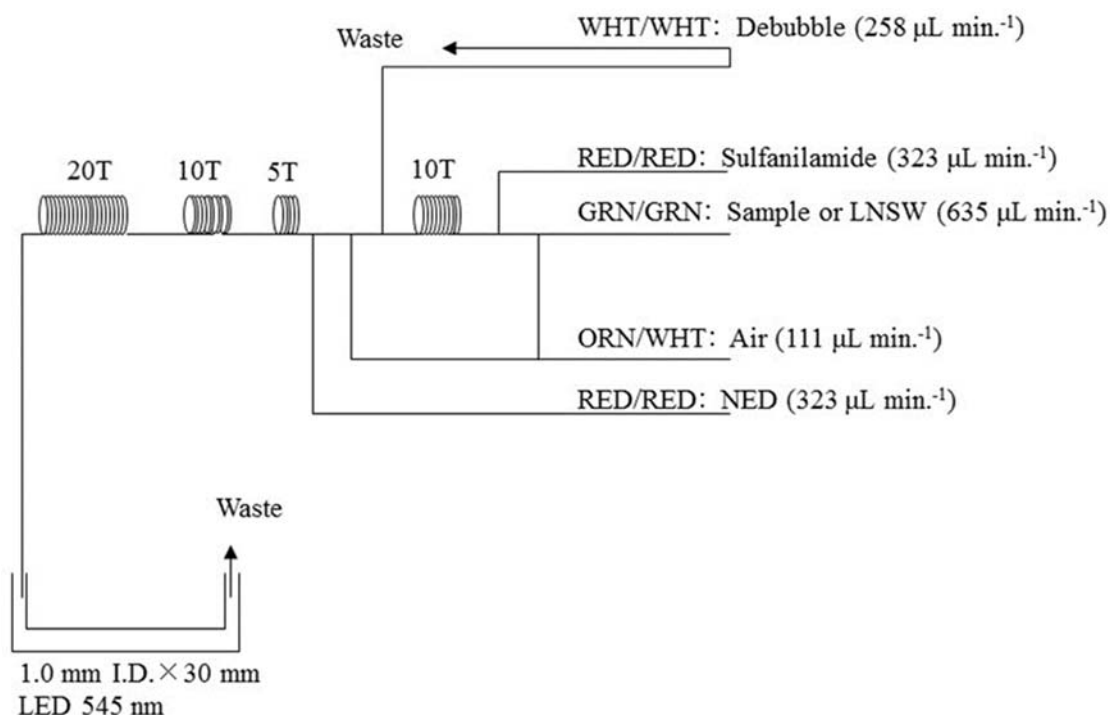 WHT/WHT: Debubble (258 μL min.-1)
Waste
RED/RED: Sulfanilamide (323 μL min.-1)
20T
10T
5T
10T
GRN/GRN: Sample or LNSW (635 μL min.-1)
ORN/WHT: Air (111 μL min.-1)
RED/RED: NED (323 μL min.-1)
Waste
1.0 mm I.D.×30 mm
LED 545 nm